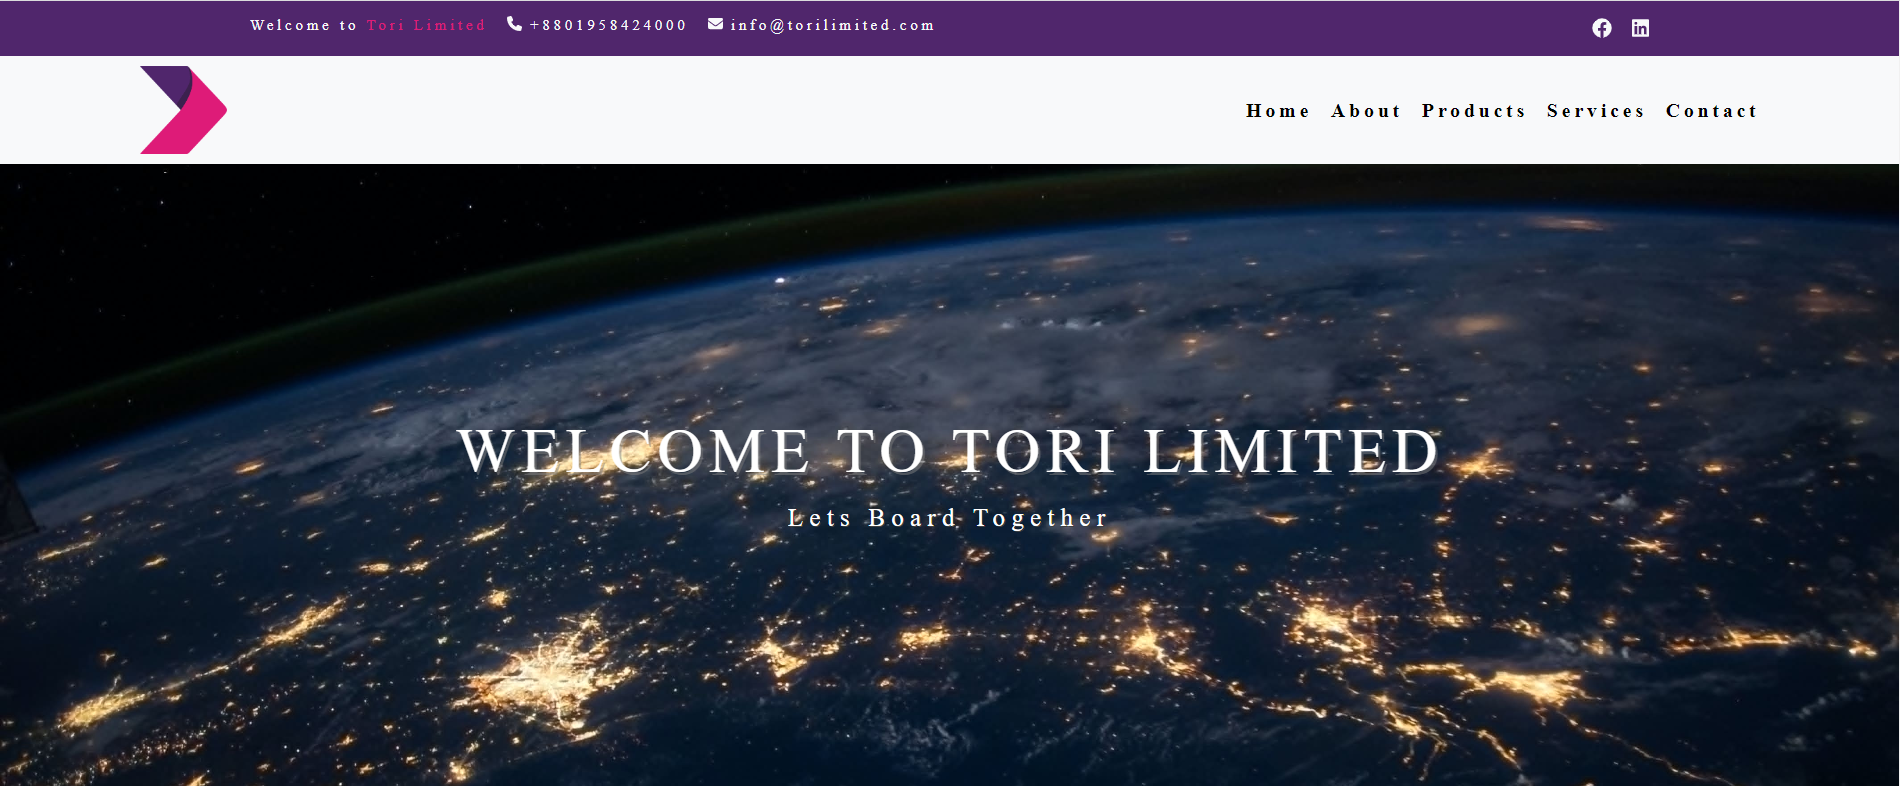 Welcome to Tori Limited +8801958424000 info@torilimited.com
Home About Products Services Contact
WELCOME TO TORI LIMITED
Lets Board Together